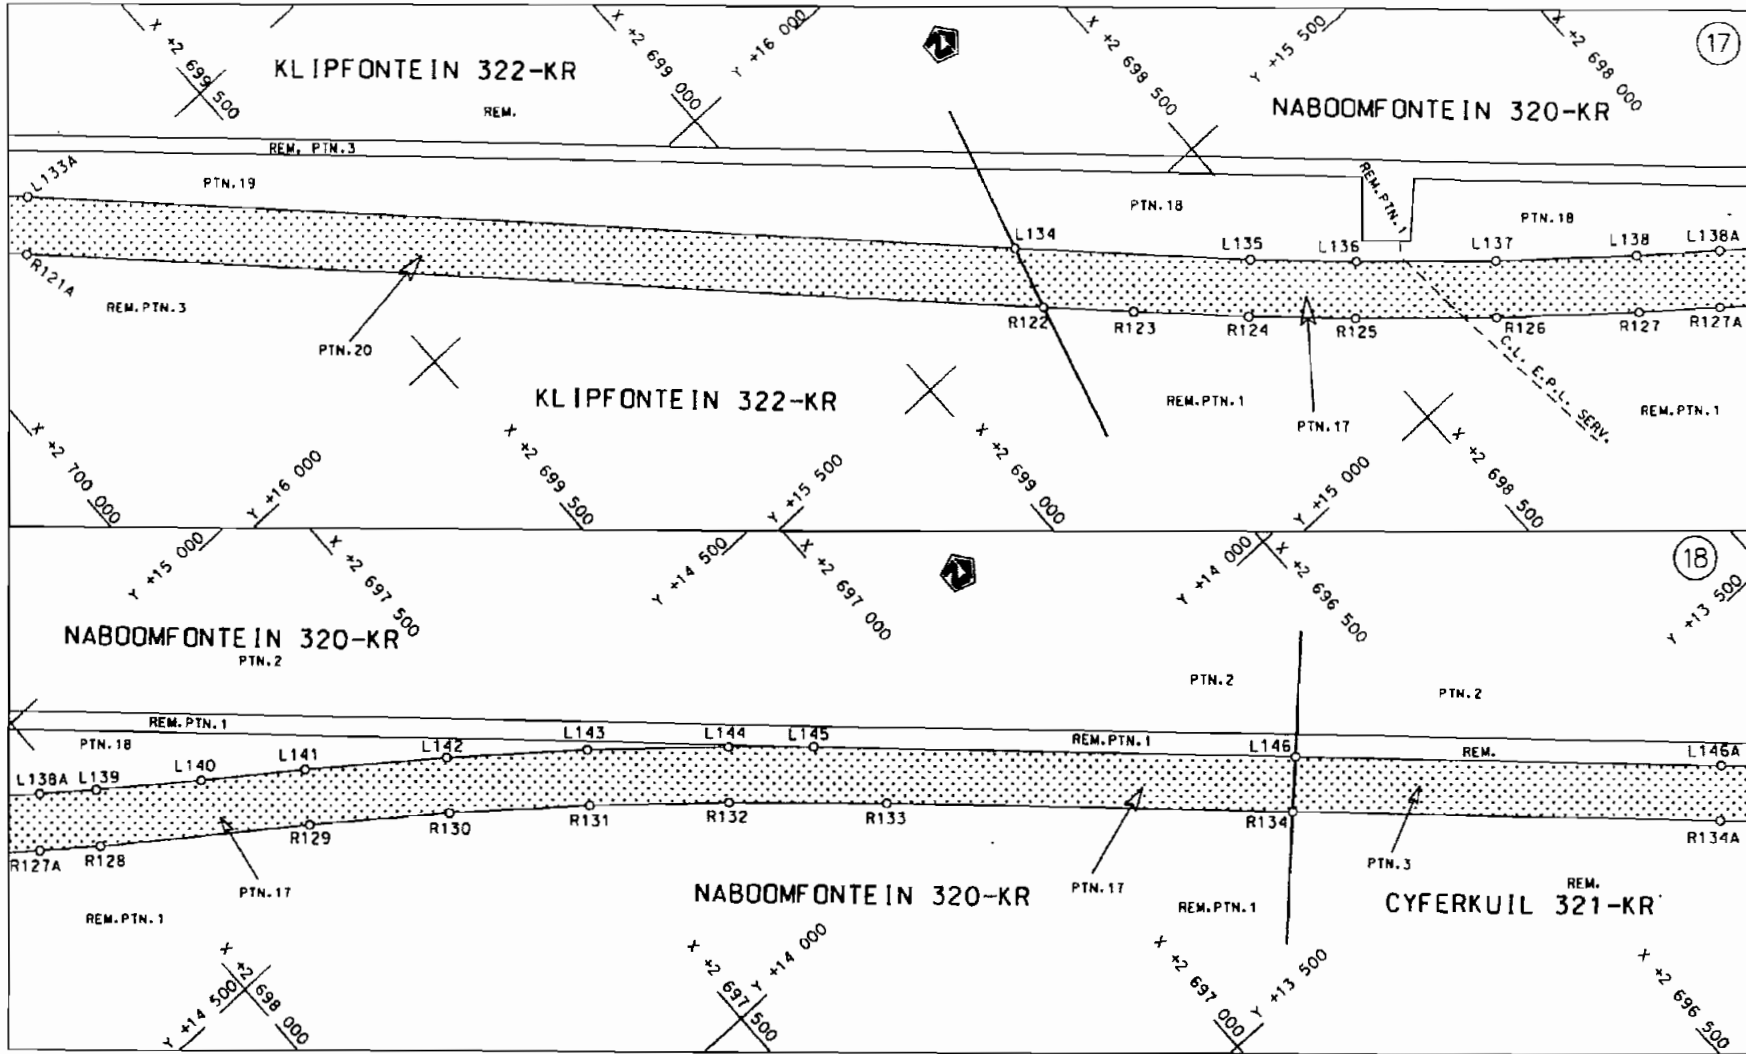 X +2 699 500
X +2 699 000
Y +16 000
X +2 698 500
Y +15 500
X +2 698 000
17
KLIPFONTEIN 322-KR
REM.
NABOOMFONTEIN 320-KR
REM. PTN.3
L133A
PTN.19
REM.PTN.1
PTN.18
PTN.18
L134
L135
L136
L137
L138
L138A
R121A
REM.PTN.3
PTN.20
R122
R123
R124
R125
R126
R127
R127A
C.L. E.P.L. SERV.
KLIPFONTEIN 322-KR
REM.PTN.1
PTN.17
REM.PTN.1
X +2 700 000
Y +16 000
X +2 699 500
Y +15 500
X +2 699 000
Y +15 000
X +2 698 500
Y +15 000
X +2 697 500
Y +14 500
X +2 697 000
Y +14 000
X +2 696 500
18
Y +13 500
NABOOMFONTEIN 320-KR
PTN.2
PTN.2
PTN.2
REM.PTN.1
PTN.18
L138A
L139
L140
L141
L142
L143
L144
L145
REM.PTN.1
L146
REM.
L146A
R127A
R128
R129
R130
R131
R132
R133
R134
R134A
PTN.17
PTN.17
PTN.3
REM.PTN.1
NABOOMFONTEIN 320-KR
REM.PTN.1
REM.
CYFERKUIL 321-KR
Y +14 500
X +2 698 000
X +2 697 500
Y +14 000
X +2 697 000
Y +13 500
X +2 696 500